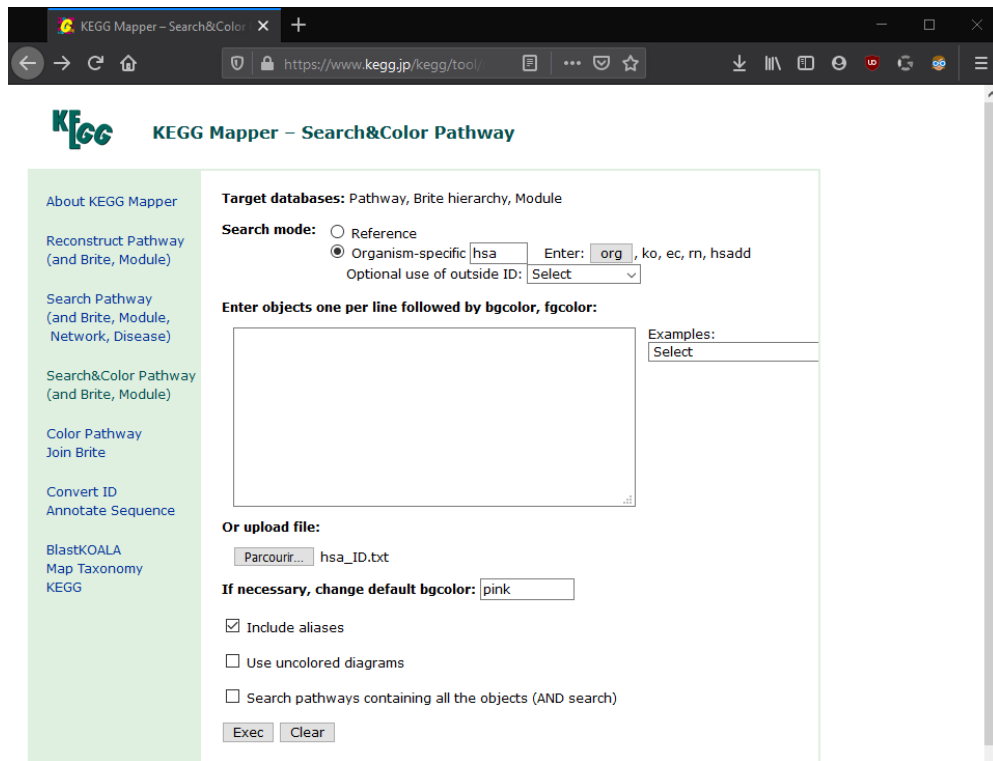 KEGG Mapper – Search&Color
https://www.kegg.jp/kegg/tool/
KEGG
KEGG Mapper – Search&Color Pathway
About KEGG Mapper
Reconstruct Pathway
(and Brite, Module)
Search Pathway
(and Brite, Module,
Network, Disease)
Search&Color Pathway
(and Brite, Module)
Color Pathway
Join Brite
Convert ID
Annotate Sequence
BlastKOALA
Map Taxonomy
KEGG
Target databases: Pathway, Brite hierarchy, Module
Search mode: Reference
Organism-specific hsa Enter: org , ko, ec, rn, hsadd
Optional use of outside ID: Select
Enter objects one per line followed by bgcolor, fgcolor:
Examples:
Select
Or upload file:
Parcourir... hsa_ID.txt
If necessary, change default bgcolor: pink
Include aliases
Use uncolored diagrams
Search pathways containing all the objects (AND search)
Exec Clear